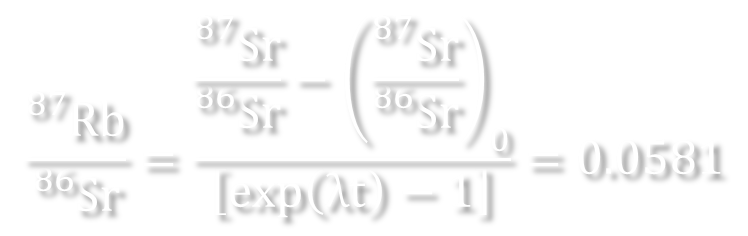 ⁸⁷Rb/⁸⁶Sr = (⁸⁷Sr/⁸⁶Sr − (⁸⁷Sr/⁸⁶Sr)₀) / [exp(λt) − 1] = 0.0581